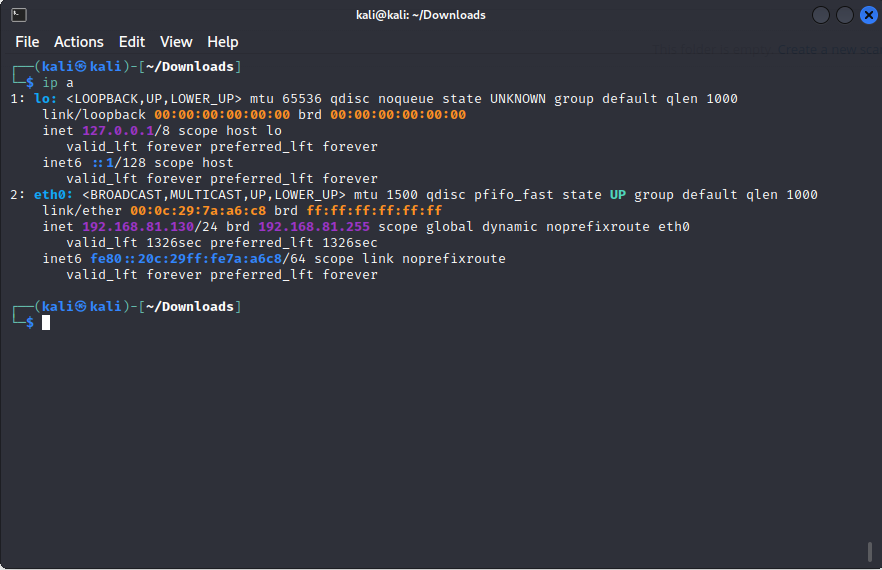 kali@kali: ~/Downloads
File Actions Edit View Help
┌──(kali㉿kali)-[~/Downloads]
└─$ ip a
1: lo: <LOOPBACK,UP,LOWER_UP> mtu 65536 qdisc noqueue state UNKNOWN group default qlen 1000
link/loopback 00:00:00:00:00:00 brd 00:00:00:00:00:00
inet 127.0.0.1/8 scope host lo
valid_lft forever preferred_lft forever
inet6 ::1/128 scope host
valid_lft forever preferred_lft forever
2: eth0: <BROADCAST,MULTICAST,UP,LOWER_UP> mtu 1500 qdisc pfifo_fast state UP group default qlen 1000
link/ether 00:0c:29:7a:a6:c8 brd ff:ff:ff:ff:ff:ff
inet 192.168.81.130/24 brd 192.168.81.255 scope global dynamic noprefixroute eth0
valid_lft 1326sec preferred_lft 1326sec
inet6 fe80::20c:29ff:fe7a:a6c8/64 scope link noprefixroute
valid_lft forever preferred_lft forever
┌──(kali㉿kali)-[~/Downloads]
└─$